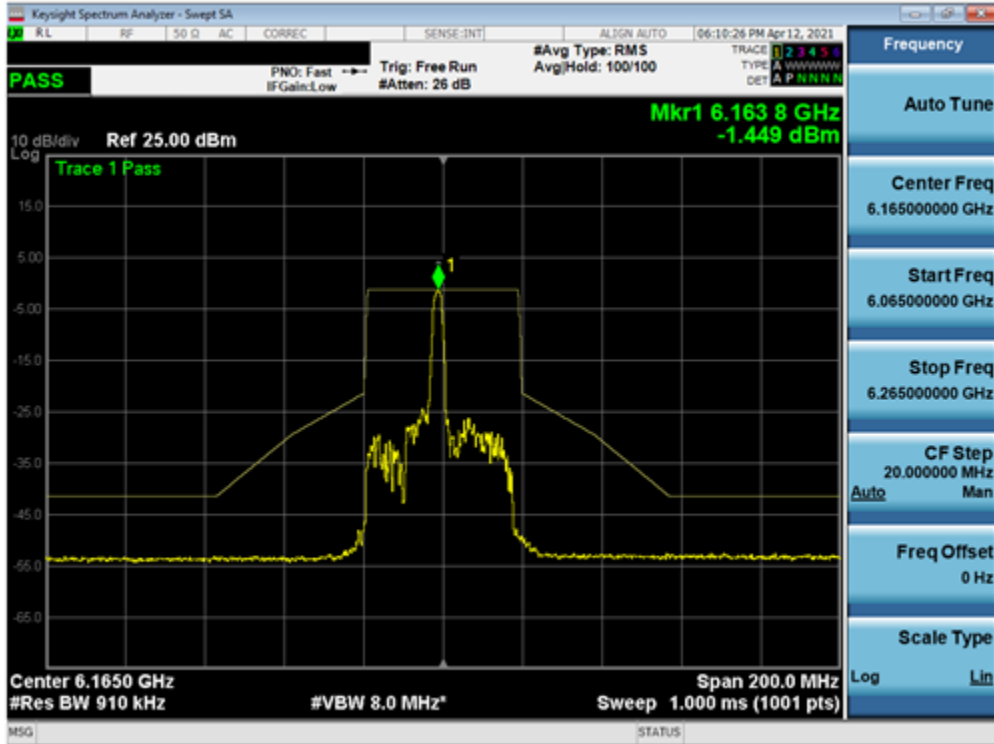 Keysight Spectrum Analyzer - Swept SA
RL RF 50 Ω AC CORREC SENSE:INT ALIGN AUTO 06:10:26 PM Apr 12, 2021
PASS
PNO: Fast
IFGain:Low
Trig: Free Run
#Atten: 26 dB
#Avg Type: RMS
Avg|Hold: 100/100
TRACE 1 2 3 4 5 6
TYPE A WWWWW
DET A P N N N N
Mkr1 6.163 8 GHz
-1.449 dBm
10 dB/div
Log
Ref 25.00 dBm
Trace 1 Pass
15.0
5.00
-5.00
-15.0
-25.0
-35.0
-45.0
-55.0
-65.0
1
Center 6.1650 GHz
#Res BW 910 kHz
#VBW 8.0 MHz*
Span 200.0 MHz
Sweep 1.000 ms (1001 pts)
MSG
STATUS
Frequency
Auto Tune
Center Freq
6.165000000 GHz
Start Freq
6.065000000 GHz
Stop Freq
6.265000000 GHz
CF Step
20.000000 MHz
Auto Man
Freq Offset
0 Hz
Scale Type
Log Lin